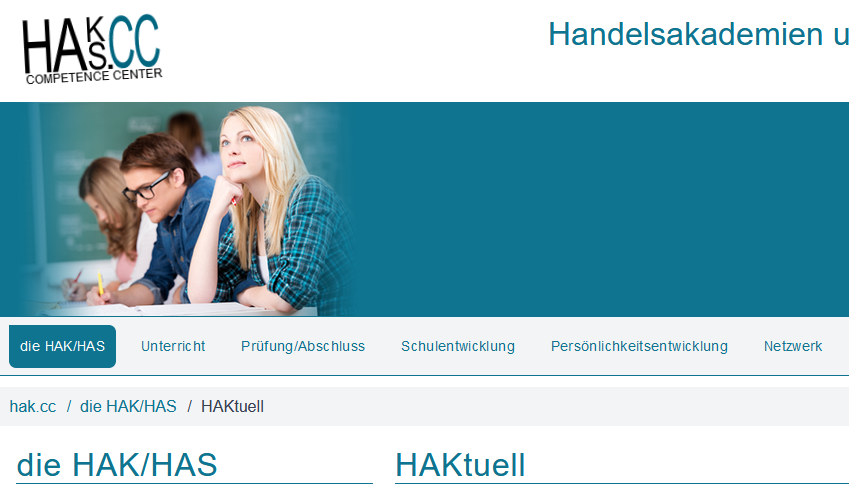 HAK
S.CC
COMPETENCE CENTER
Handelsakademien u
die HAK/HAS Unterricht Prüfung/Abschluss Schulentwicklung Persönlichkeitsentwicklung Netzwerk
hak.cc / die HAK/HAS / HAKtuell
die HAK/HAS HAKtuell